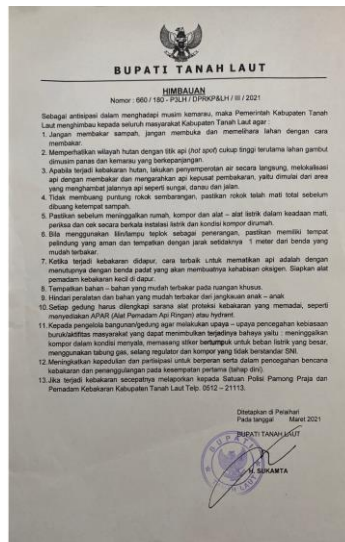 BUPATI TANAH LAUT
HIMBAUAN
Nomor : 660 / 180 - P3LH / DPRKP&LH / III / 2021
Sebagai antisipasi dalam menghadapi musim kemarau, maka Pemerintah Kabupaten Tanah
Laut menghimbau kepada seluruh masyarakat Kabupaten Tanah Laut agar :
1. Jangan membakar sampah, jangan membuka dan memelihara lahan dengan cara
membakar.
2. Memperhatikan wilayah hutan dengan titik api (hot spot) cukup tinggi terutama lahan gambut
dimusim panas dan kemarau yang berkepanjangan.
3. Apabila terjadi kebakaran hutan, lakukan penyemprotan air secara langsung, melokalisasi
api dengan membakar dan mengarahkan api kepusat pembakaran, yaitu dimulai dari area
yang menghambat jalannya api seperti sungai, danau dan jalan.
4. Tidak membuang puntung rokok sembarangan, pastikan rokok telah mati total sebelum
dibuang ketempat sampah.
5. Pastikan sebelum meninggalkan rumah, kompor dan alat – alat listrik dalam keadaan mati,
periksa dan cek secara berkala instalasi listrik dan kondisi kompor dirumah.
6. Bila menggunakan lilin/lampu templok sebagai penerangan, pastikan memiliki tempat
palindung yang aman dan tempatkan dengan jarak setidaknya 1 meter dari benda yang
mudah terbakar.
7. Ketika terjadi kebakaran didapur, cara terbaik untuk mematikan api adalah dengan
menutupnya dengan benda padat yang akan membuatnya kehabisan oksigen. Siapkan alat
pemadam kebakaran kecil di dapur.
8. Tempatkan bahan – bahan yang mudah terbakar pada ruangan khusus.
9. Hindari peralatan dan bahan yang mudah terbakar dari jangkauan anak – anak
10. Setiap gedung harus dilengkapi sarana alat proteksi kebakaran yang memadai, seperti
menyediakan APAR (Alat Pemadam Api Ringan) atau hydrant.
11. Kepada pengelola bangunan/gedung agar melakukan upaya – upaya pencegahan kebiasaan
buruk/aktifitas masyarakat yang dapat menimbulkan terjadinya bahaya yaitu : meninggalkan
kompor dalam kondisi menyala, memasang stiker bertumpuk untuk beban listrik yang besar,
menggunakan tabung gas, selang regulator dan kompor yang tidak berstandar SNI.
12. Meningkatkan kepedulian dan partisipasi untuk berperan serta dalam pencegahan bencana
kebakaran dan penanggulangan pada kesempatan pertama (tahap dini).
13. Jika terjadi kebakaran secepatnya melaporkan kepada Satuan Polisi Pamong Praja dan
Pemadam Kebakaran Kabupaten Tanah Laut Telp. 0512 – 21113.
Ditetapkan di Pelaihari
Pada tanggal Maret 2021
BUPATI TANAH LAUT
H. SUKAMTA